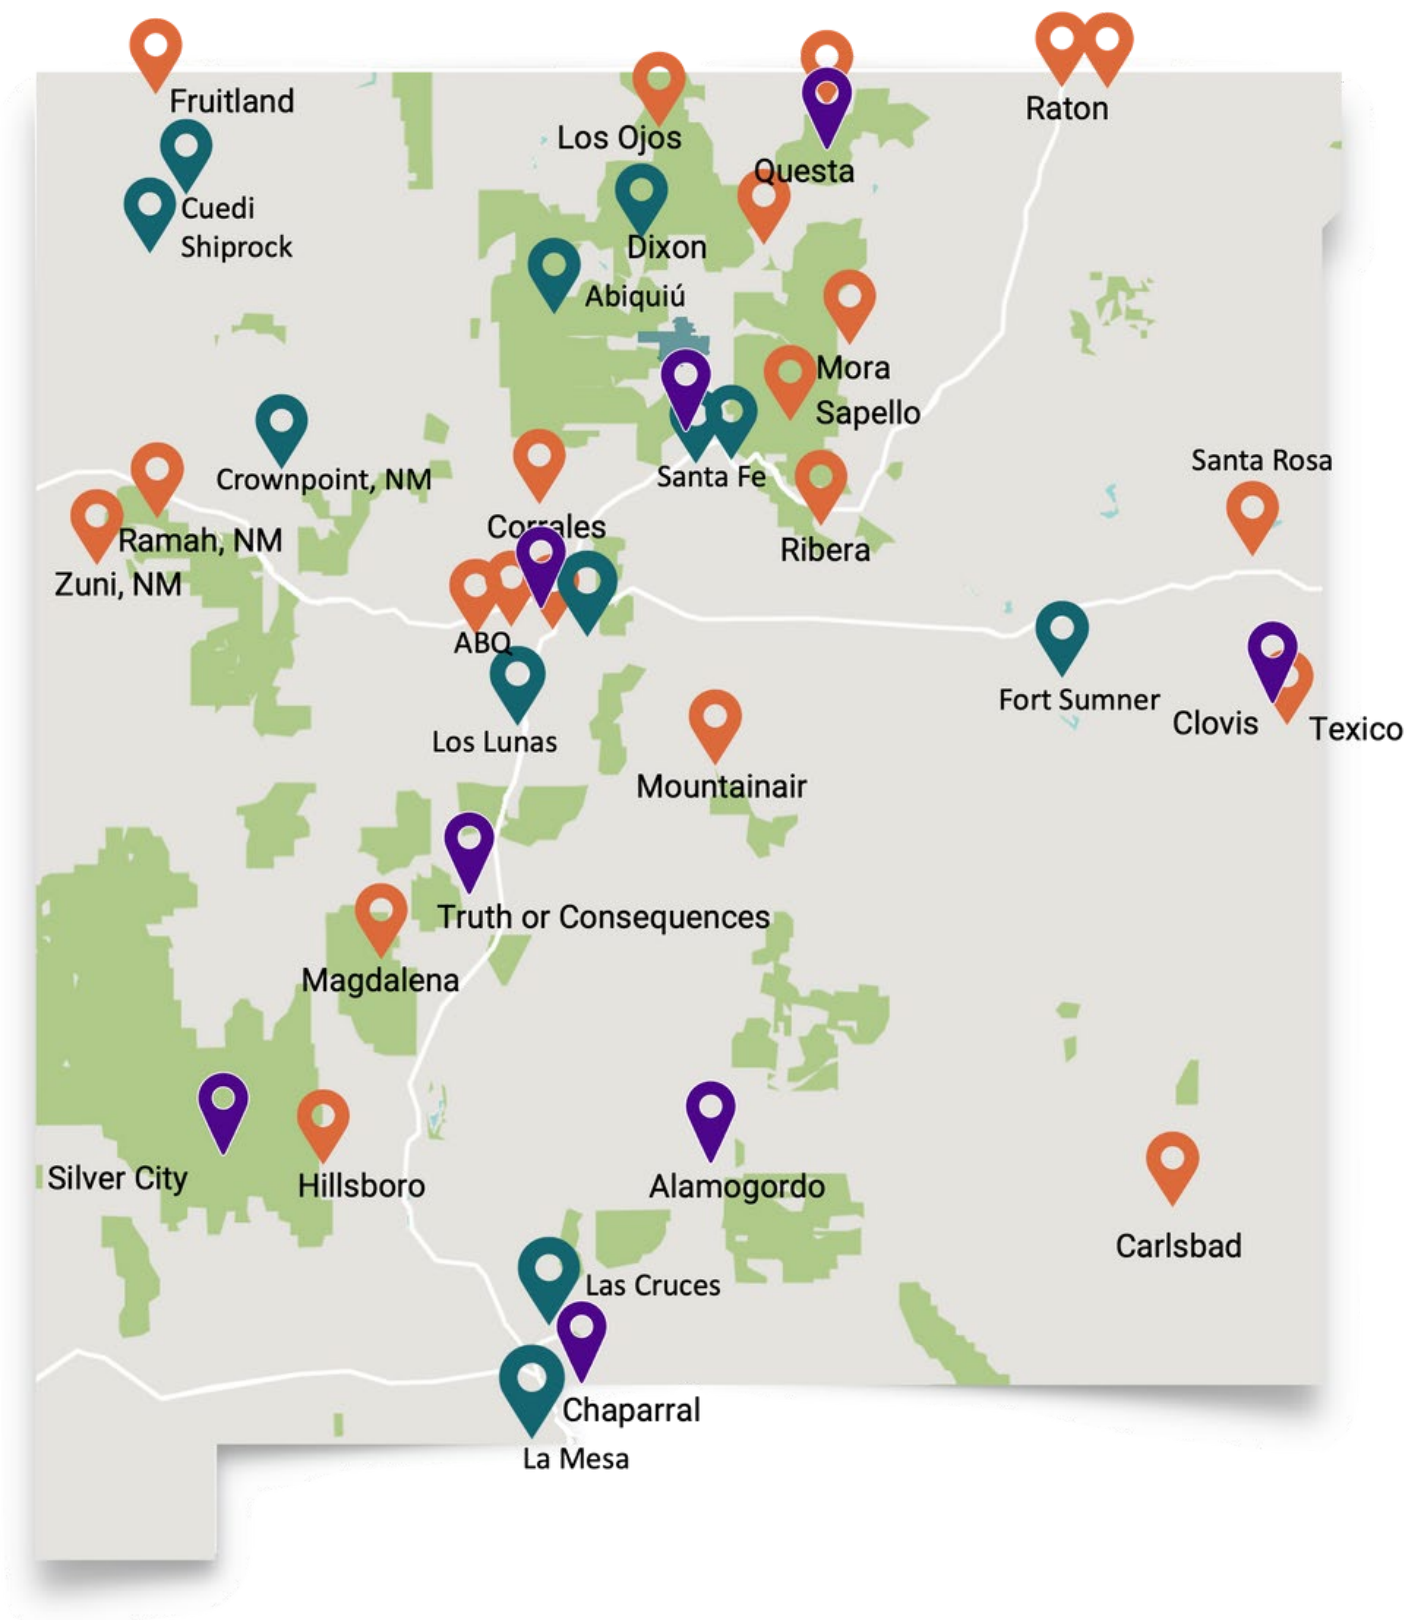 Fruitland
Raton
Los Ojos
Questa
Cuedi
Shiprock
Dixon
Abiquiú
Mora
Sapello
Santa Rosa
Crownpoint, NM
Santa Fe
Corrales
Ramah, NM
Ribera
Zuni, NM
ABQ
Fort Sumner
Clovis
Texico
Los Lunas
Mountainair
Truth or Consequences
Magdalena
Silver City
Hillsboro
Alamogordo
Carlsbad
Las Cruces
Chaparral
La Mesa